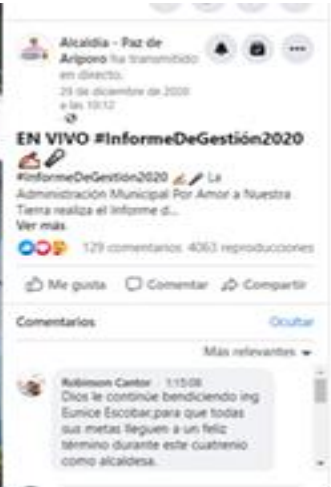 Alcaldía - Paz de
Ariporo ha transmitido
en directo.
29 de diciembre de 2020
a las 10:12
EN VIVO #InformeDeGestión2020
#InformeDeGestion2020 La
Administración Municipal Por Amor a Nuestra
Tierra realiza el Informe d...
Ver más
129 comentarios 4063 reproducciones
Me gusta Comentar Compartir
Comentarios Ocultar
Más relevantes
Robinson Cantor 1:15:08
Dios le continúe bendiciendo ing
Eunice Escobar,para que todas
sus metas lleguen a un feliz
término durante este cuatrenio
como alcaldesa.